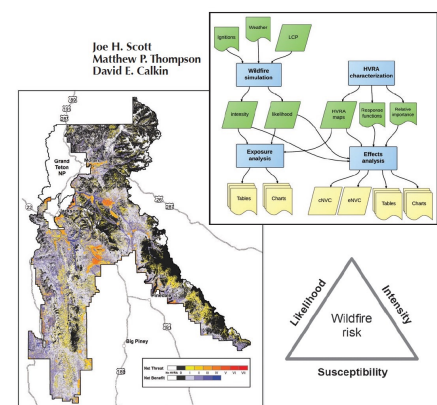 Joe H. Scott
Matthew P. Thompson
David E. Calkin
Ignitions
Weather
LCP
Wildfire
simulation
HVRA
characterization
intensity
likelihood
HVRA
maps
Response
functions
Relative
importance
Exposure
analysis
Effects
analysis
Tables
Charts
cNVC
eNVC
Tables
Charts
Grand
Teton
NP
Big Piney
189
Net Threat
Net Benefit
Likelihood
Intensity
Wildfire
risk
Susceptibility